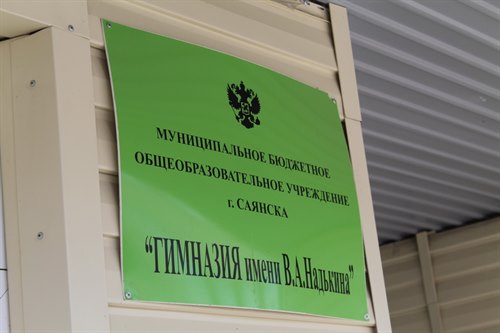 МУНИЦИПАЛЬНОЕ БЮДЖЕТНОЕ
ОБЩЕОБРАЗОВАТЕЛЬНОЕ УЧРЕЖДЕНИЕ
г. САЯНСКА
"ГИМНАЗИЯ имени В.А.Надькина"